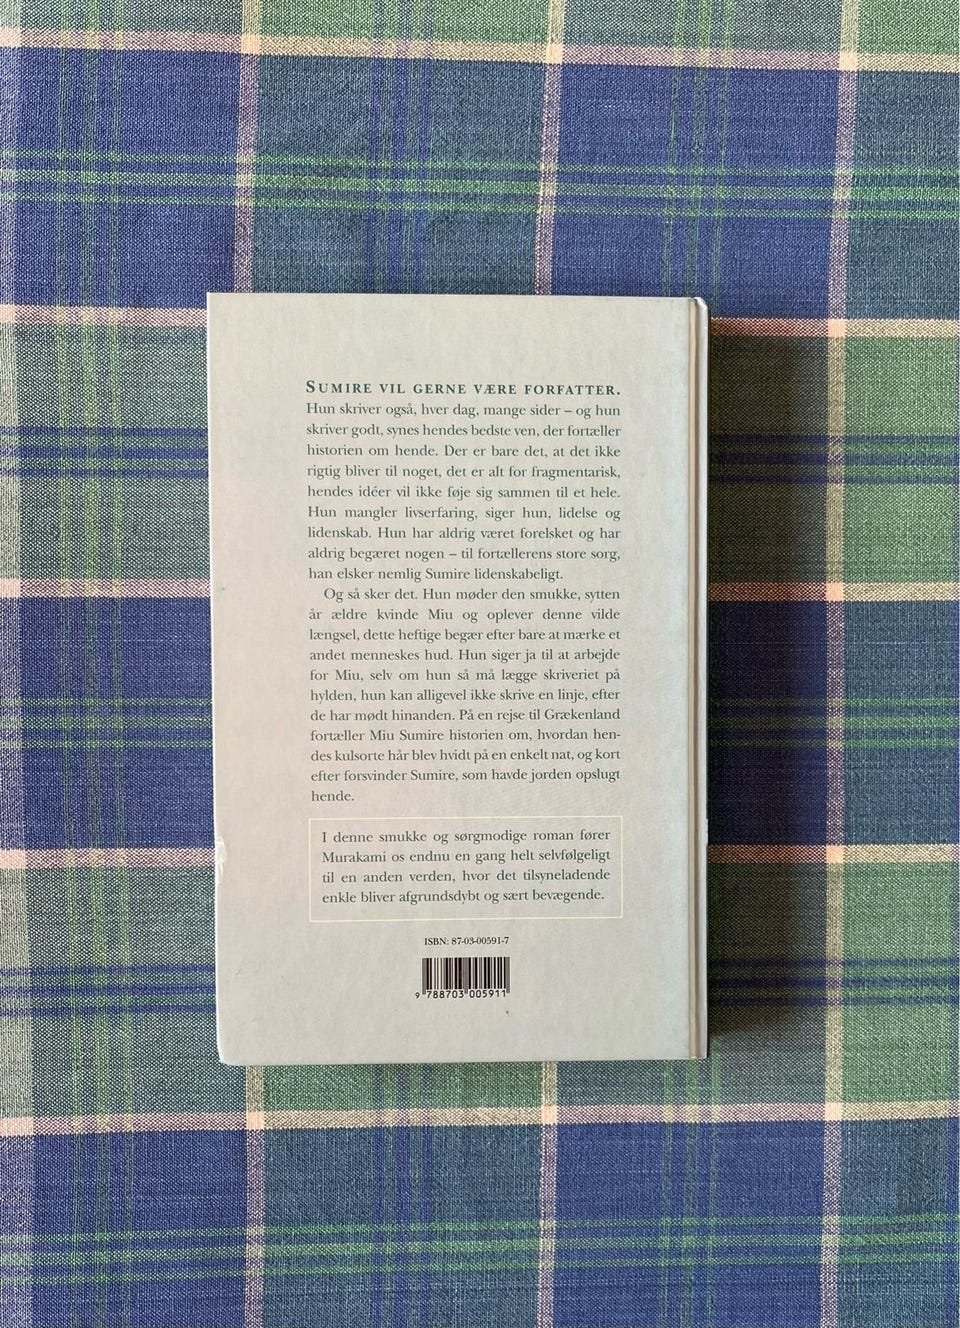 SUMIRE VIL GERNE VÆRE FORFATTER.
Hun skriver også, hver dag, mange sider – og hun
skriver godt, synes hendes bedste ven, der fortæller
historien om hende. Der er bare det, at det ikke
rigtig bliver til noget, det er alt for fragmentarisk,
hendes idéer vil ikke føje sig sammen til et hele.
Hun mangler livserfaring, siger hun, lidelse og
lidenskab. Hun har aldrig været forelsket og har
aldrig begæret nogen – til fortællerens store sorg,
han elsker nemlig Sumire lidenskabeligt.
Og så sker det. Hun møder den smukke, sytten
år ældre kvinde Miu og oplever denne vilde
længsel, dette heftige begær efter bare at mærke et
andet menneskes hud. Hun siger ja til at arbejde
for Miu, selv om hun så må lægge skriveriet på
hylden, hun kan alligevel ikke skrive en linje, efter
de har mødt hinanden. På en rejse til Grækenland
fortæller Miu Sumire historien om, hvordan hen-
des kulsorte hår blev hvidt på en enkelt nat, og kort
efter forsvinder Sumire, som havde jorden opslugt
hende.
I denne smukke og sørgmodige roman fører
Murakami os endnu en gang helt selvfølgeligt
til en anden verden, hvor det tilsyneladende
enkle bliver afgrundsdybt og sært bevægende.
ISBN: 87-03-00591-7
9 788703 005911